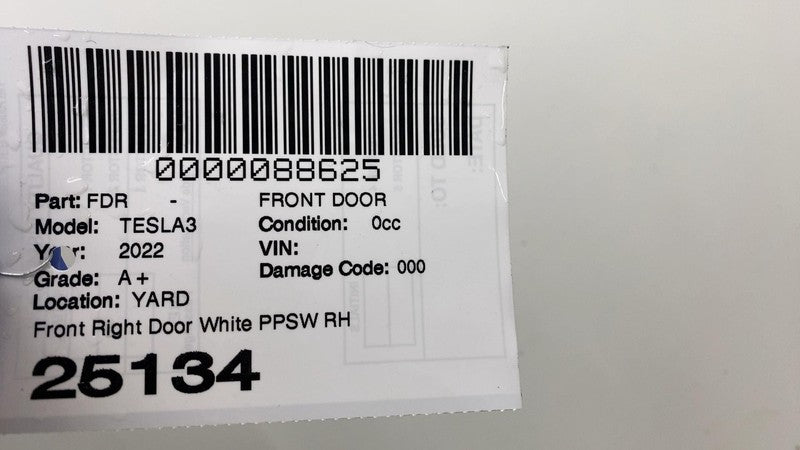 0000088625
Part: FDR - FRONT DOOR
Model: TESLA3 Condition: 0cc
Year: 2022 VIN:
Grade: A+ Damage Code: 000
Location: YARD
Front Right Door White PPSW RH
25134